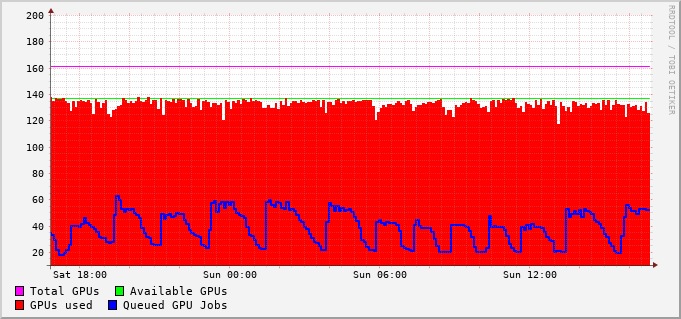 200
180
160
140
120
100
80
60
40
20
Sat 18:00 Sun 00:00 Sun 06:00 Sun 12:00
Total GPUs Available GPUs
GPUs used Queued GPU Jobs
RRDTOOL / TOBI OETIKER